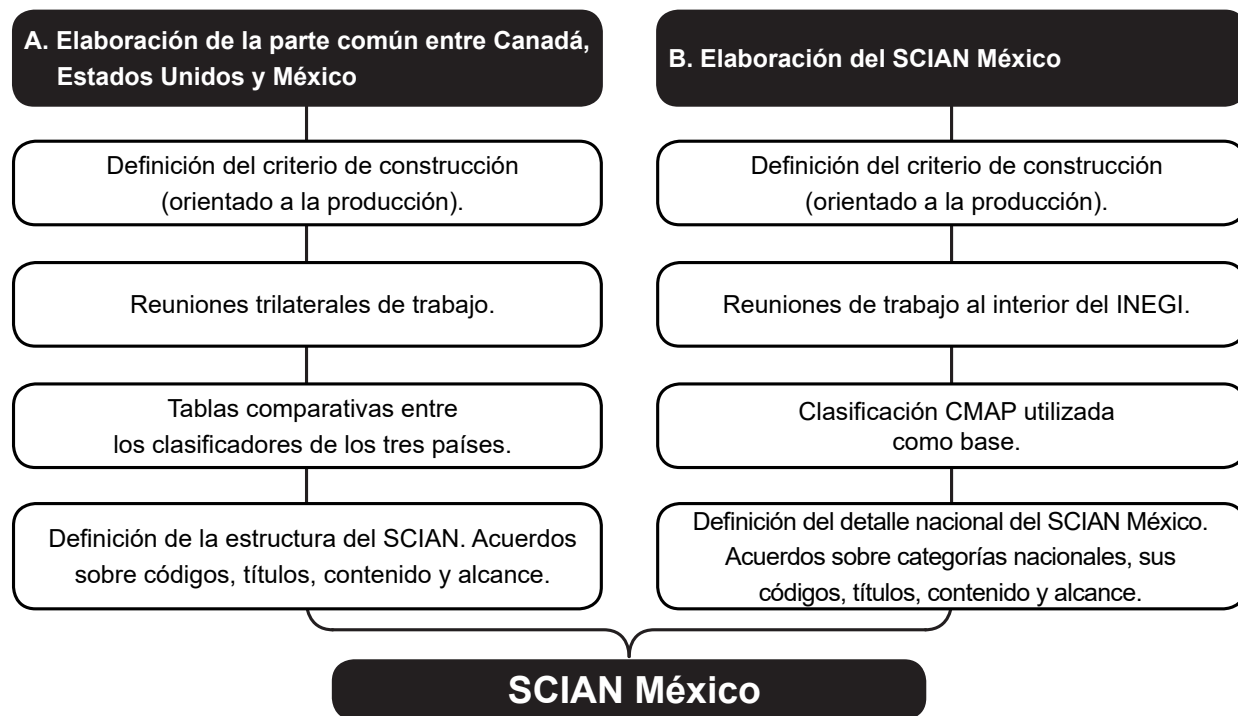 A. Elaboración de la parte común entre Canadá,
Estados Unidos y México
Definición del criterio de construcción
(orientado a la producción).
Reuniones trilaterales de trabajo.
Tablas comparativas entre
los clasificadores de los tres países.
Definición de la estructura del SCIAN. Acuerdos
sobre códigos, títulos, contenido y alcance.
B. Elaboración del SCIAN México
Definición del criterio de construcción
(orientado a la producción).
Reuniones de trabajo al interior del INEGI.
Clasificación CMAP utilizada
como base.
Definición del detalle nacional del SCIAN México.
Acuerdos sobre categorías nacionales, sus
códigos, títulos, contenido y alcance.
SCIAN México